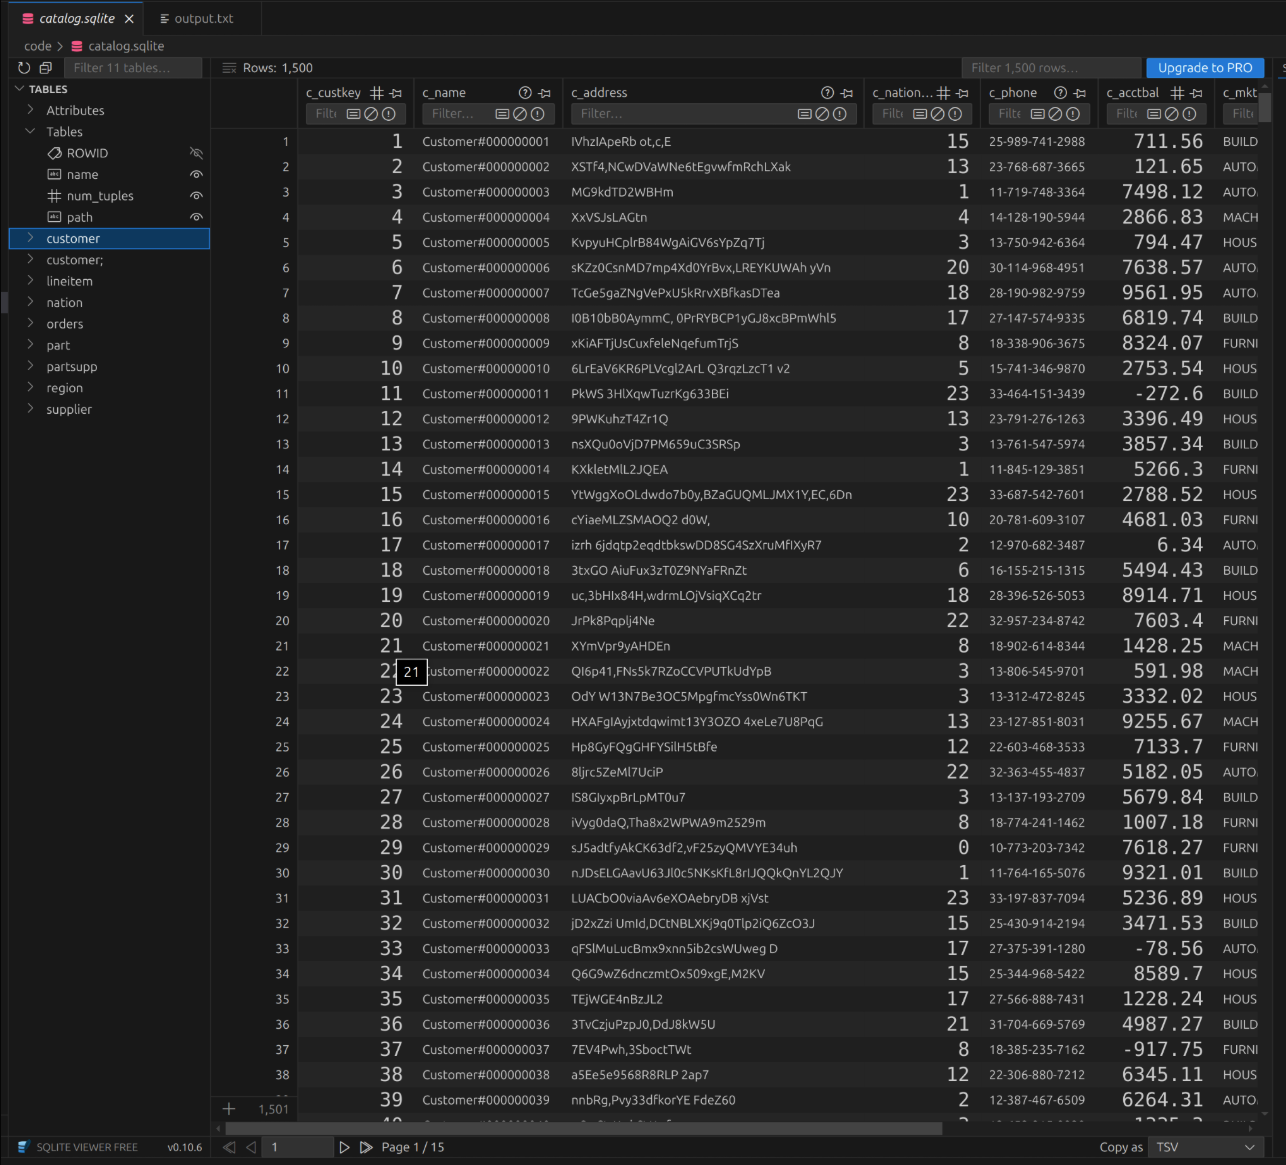 catalog.sqlite × output.txt
code > catalog.sqlite
Filter 11 tables... Rows: 1,500 Filter 1,500 rows... Upgrade to PRO
TABLES
Attributes
Tables
ROWID
name
num_tuples
path
customer
customer;
lineitem
nation
orders
part
partsupp
region
supplier
c_custkey c_name c_address c_nation... c_phone c_acctbal c_mkt
Filte Filter... Filter... Filte Filte Filte Filte
1 1 Customer#000000001 IVhzIApeRb ot,c,E 15 25-989-741-2988 711.56 BUILD
2 2 Customer#000000002 XSTf4,NCwDVaWNe6tEgvwfmRchLXak 13 23-768-687-3665 121.65 AUTO
3 3 Customer#000000003 MG9kdTD2WBHm 1 11-719-748-3364 7498.12 AUTO
4 4 Customer#000000004 XxVSJsLAGtn 4 14-128-190-5944 2866.83 MACH
5 5 Customer#000000005 KvpyuHCplrB84WgAiGV6sYpZq7Tj 3 13-750-942-6364 794.47 HOUS
6 6 Customer#000000006 sKZz0CsnMD7mp4Xd0YrBvx,LREYKUWAh yVn 20 30-114-968-4951 7638.57 AUTO
7 7 Customer#000000007 TcGe5gaZNgVePxU5kRrvXBfkasDTea 18 28-190-982-9759 9561.95 AUTO
8 8 Customer#000000008 I0B10bB0AymmC, 0PrRYBCP1yGJ8xcBPmWhl5 17 27-147-574-9335 6819.74 BUILD
9 9 Customer#000000009 xKiAFTjUsCuxfeleNqefumTrjS 8 18-338-906-3675 8324.07 FURNI
10 10 Customer#000000010 6LrEaV6KR6PLVcgl2ArL Q3rqzLzcT1 v2 5 15-741-346-9870 2753.54 HOUS
11 11 Customer#000000011 PkWS 3HlXqwTuzrKg633BEi 23 33-464-151-3439 -272.6 BUILD
12 12 Customer#000000012 9PWKuhzT4Zr1Q 13 23-791-276-1263 3396.49 HOUS
13 13 Customer#000000013 nsXQu0oVjD7PM659uC3SRSp 3 13-761-547-5974 3857.34 BUILD
14 14 Customer#000000014 KXkletMlL2JQEA 1 11-845-129-3851 5266.3 FURNI
15 15 Customer#000000015 YtWggXoOLdwdo7b0y,BZaGUQMLJMX1Y,EC,6Dn 23 33-687-542-7601 2788.52 HOUS
16 16 Customer#000000016 cYiaeMLZSMAOQ2 d0W, 10 20-781-609-3107 4681.03 FURNI
17 17 Customer#000000017 izrh 6jdqtp2eqdtbkswDD8SG4SzXruMfIXyR7 2 12-970-682-3487 6.34 AUTO
18 18 Customer#000000018 3txGO AiuFux3zT0Z9NYaFRnZt 6 16-155-215-1315 5494.43 BUILD
19 19 Customer#000000019 uc,3bHIx84H,wdrmLOjVsiqXCq2tr 18 28-396-526-5053 8914.71 HOUS
20 20 Customer#000000020 JrPk8Pqplj4Ne 22 32-957-234-8742 7603.4 FURNI
21 21 Customer#000000021 XYmVpr9yAHDEn 8 18-902-614-8344 1428.25 MACH
22 22 21 ustomer#000000022 QI6p41,FNs5k7RZoCCVPUTkUdYpB 3 13-806-545-9701 591.98 MACH
23 23 Customer#000000023 OdY W13N7Be3OC5MpgfmcYss0Wn6TKT 3 13-312-472-8245 3332.02 HOUS
24 24 Customer#000000024 HXAFgIAyjxtdqwimt13Y3OZO 4xeLe7U8PqG 13 23-127-851-8031 9255.67 MACH
25 25 Customer#000000025 Hp8GyFQgGHFYSilH5tBfe 12 22-603-468-3533 7133.7 FURNI
26 26 Customer#000000026 8ljrc5ZeMl7UciP 22 32-363-455-4837 5182.05 AUTO
27 27 Customer#000000027 IS8GIyxpBrLpMT0u7 3 13-137-193-2709 5679.84 BUILD
28 28 Customer#000000028 iVyg0daQ,Tha8x2WPWA9m2529m 8 18-774-241-1462 1007.18 FURNI
29 29 Customer#000000029 sJ5adtfyAkCK63df2,vF25zyQMVYE34uh 0 10-773-203-7342 7618.27 FURNI
30 30 Customer#000000030 nJDsELGAavU63Jl0c5NKsKfL8rIJQQkQnYL2QJY 1 11-764-165-5076 9321.01 BUILD
31 31 Customer#000000031 LUACbO0viaAv6eXOAebryDB xjVst 23 33-197-837-7094 5236.89 HOUS
32 32 Customer#000000032 jD2xZzi UmId,DCtNBLXKj9q0Tlp2iQ6ZcO3J 15 25-430-914-2194 3471.53 BUILD
33 33 Customer#000000033 qFSlMuLucBmx9xnn5ib2csWUweg D 17 27-375-391-1280 -78.56 AUTO
34 34 Customer#000000034 Q6G9wZ6dnczmtOx509xgE,M2KV 15 25-344-968-5422 8589.7 HOUS
35 35 Customer#000000035 TEjWGE4nBzJL2 17 27-566-888-7431 1228.24 HOUS
36 36 Customer#000000036 3TvCzjuPzpJ0,DdJ8kW5U 21 31-704-669-5769 4987.27 BUILD
37 37 Customer#000000037 7EV4Pwh,3SboctTWt 8 18-385-235-7162 -917.75 FURNI
38 38 Customer#000000038 a5Ee5e9568R8RLP 2ap7 12 22-306-880-7212 6345.11 HOUS
39 Customer#000000039 nnbRg,Pvy33dfkorYE FdeZ60 2 12-387-467-6509 6264.31 AUTO
1,501
SQLITE VIEWER FREE v0.10.6 1 Page 1 / 15 Copy as TSV